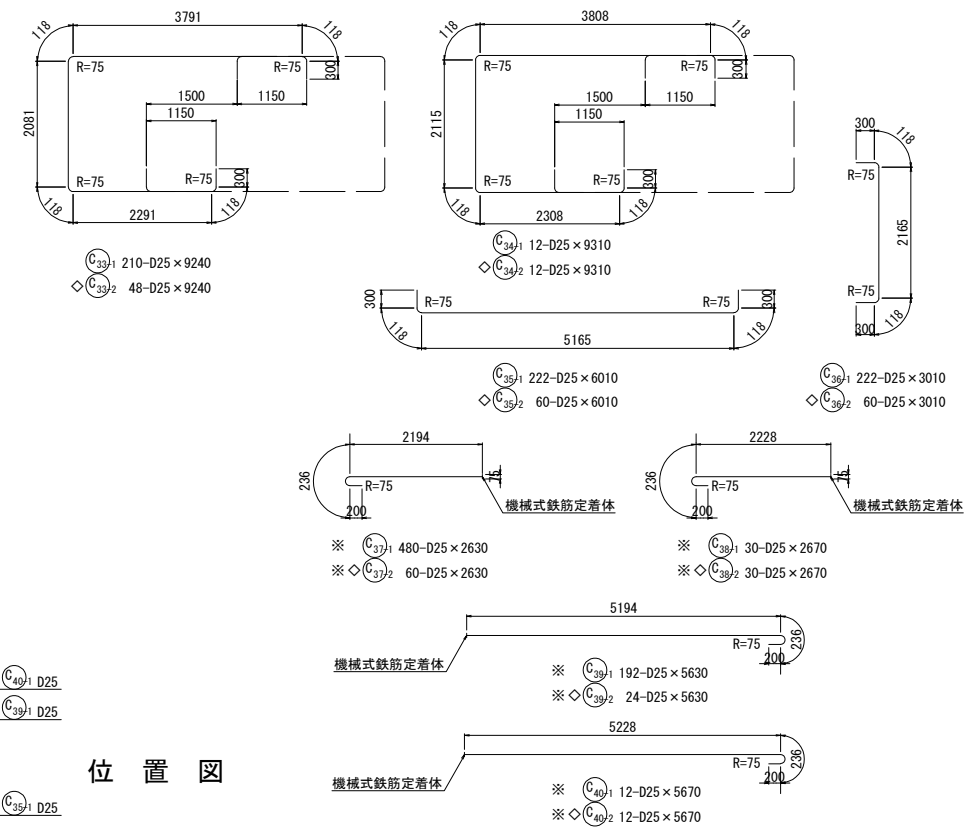 3791
118
118
R=75
R=75
300
1500
1150
1150
2081
R=75
R=75
300
118
2291
118
C33-1 210-D25×9240
◇C33-2 48-D25×9240
3808
118
118
R=75
R=75
300
1500
1150
1150
2115
R=75
R=75
300
118
2308
118
C34-1 12-D25×9310
◇C34-2 12-D25×9310
300
118
R=75
2165
R=75
300
118
C36-1 222-D25×3010
◇C36-2 60-D25×3010
300
R=75
R=75
300
118
5165
118
C35-1 222-D25×6010
◇C35-2 60-D25×6010
2194
236
R=75
75
200
機械式鉄筋定着体
※ C37-1 480-D25×2630
※◇C37-2 60-D25×2630
2228
236
R=75
75
200
機械式鉄筋定着体
※ C38-1 30-D25×2670
※◇C38-2 30-D25×2670
5194
R=75
236
200
機械式鉄筋定着体
※ C39-1 192-D25×5630
※◇C39-2 24-D25×5630
5228
R=75
236
200
機械式鉄筋定着体
※ C40-1 12-D25×5670
※◇C40-2 12-D25×5670
C40-1 D25
C39-1 D25
位置図
C35-1 D25